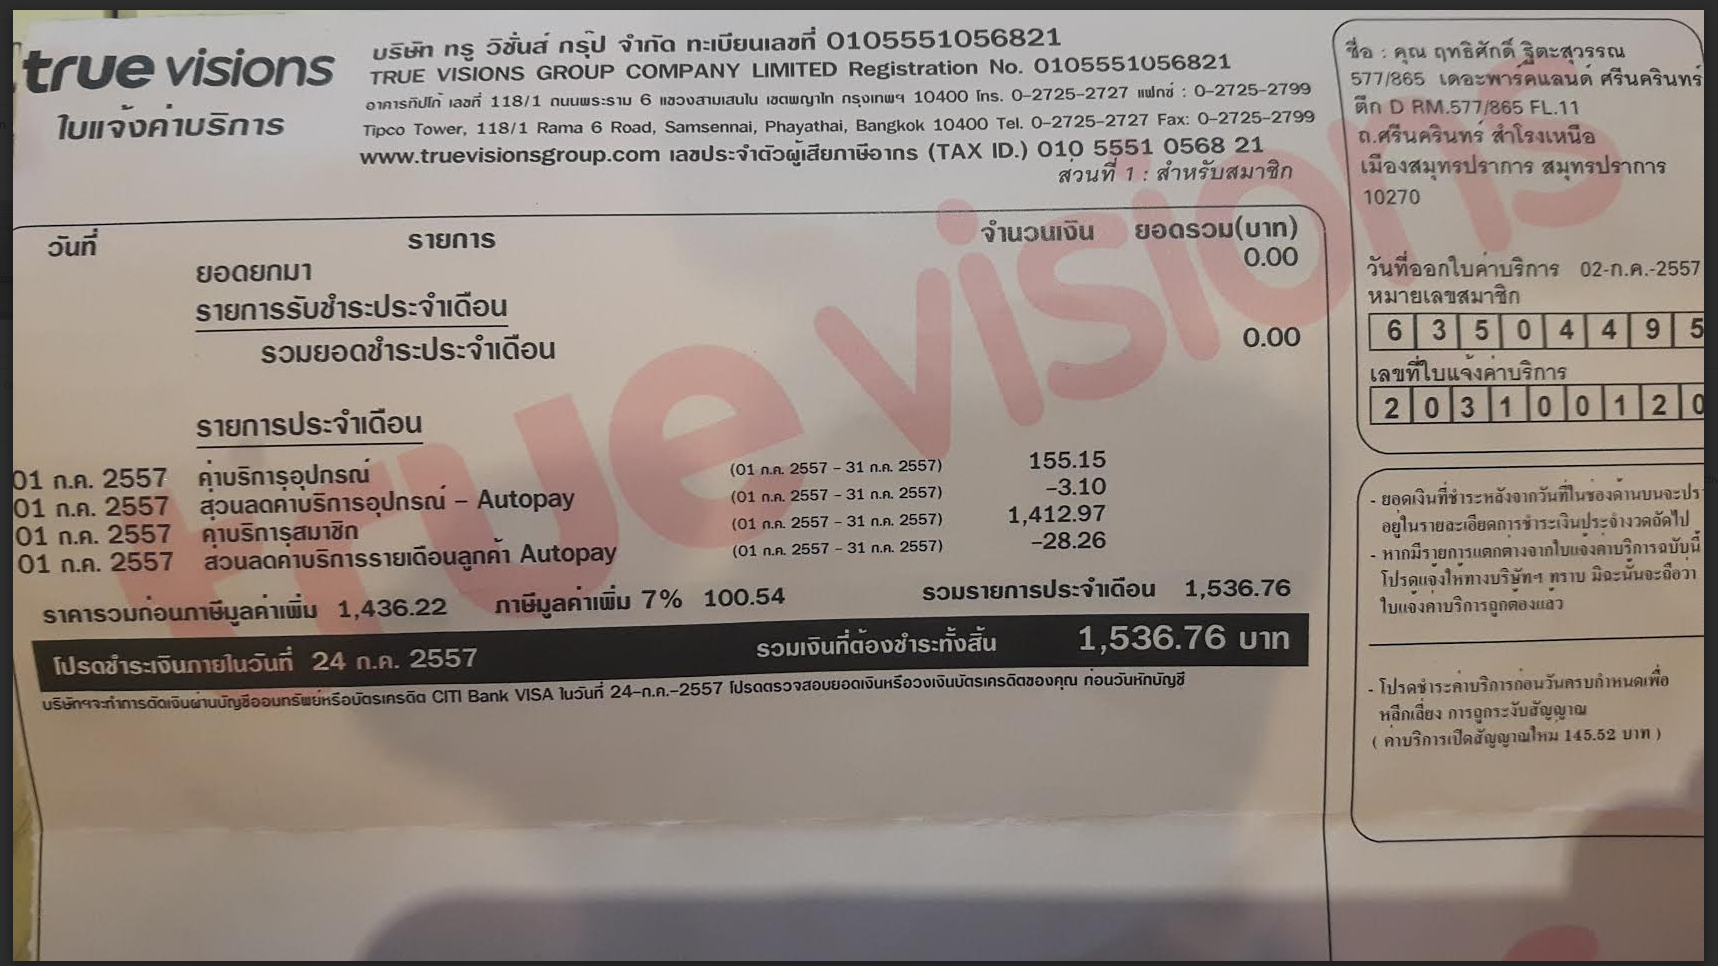 true visions
ใบแจ้งค่าบริการ
บริษัท ทรู วิชั่นส์ กรุ๊ป จำกัด ทะเบียนเลขที่ 0105551056821
TRUE VISIONS GROUP COMPANY LIMITED Registration No. 0105551056821
อาคารทิปโก้ เลขที่ 118/1 ถนนพระราม 6 แขวงสามเสนใน เขตพญาไท กรุงเทพฯ 10400 โทร. 0-2725-2727 แฟกซ์ : 0-2725-2799
Tipco Tower, 118/1 Rama 6 Road, Samsennai, Phayathai, Bangkok 10400 Tel. 0-2725-2727 Fax: 0-2725-2799
www.truevisionsgroup.com เลขประจำตัวผู้เสียภาษีอากร (TAX ID.) 010 5551 0568 21
ส่วนที่ 1 : สำหรับสมาชิก
วันที่ รายการ จำนวนเงิน ยอดรวม(บาท)
ยอดยกมา 0.00
รายการรับชำระประจำเดือน
รวมยอดชำระประจำเดือน 0.00
รายการประจำเดือน
01 ก.ค. 2557 ค่าบริการอุปกรณ์ (01 ก.ค. 2557 - 31 ก.ค. 2557) 155.15
01 ก.ค. 2557 ส่วนลดค่าบริการอุปกรณ์ - Autopay (01 ก.ค. 2557 - 31 ก.ค. 2557) -3.10
01 ก.ค. 2557 ค่าบริการสมาชิก (01 ก.ค. 2557 - 31 ก.ค. 2557) 1,412.97
01 ก.ค. 2557 ส่วนลดค่าบริการรายเดือนลูกค้า Autopay (01 ก.ค. 2557 - 31 ก.ค. 2557) -28.26
ราคารวมก่อนภาษีมูลค่าเพิ่ม 1,436.22 ภาษีมูลค่าเพิ่ม 7% 100.54 รวมรายการประจำเดือน 1,536.76
โปรดชำระเงินภายในวันที่ 24 ก.ค. 2557 รวมเงินที่ต้องชำระทั้งสิ้น 1,536.76 บาท
บริษัทฯจะทำการตัดเงินผ่านบัญชีออมทรัพย์หรือบัตรเครดิต CITI Bank VISA ในวันที่ 24-ก.ค.-2557 โปรดตรวจสอบยอดเงินหรือวงเงินบัตรเครดิตของคุณ ก่อนวันหักบัญชี
ชื่อ : คุณ ฤทธิศักดิ์ ฐิตะสุวรรณ
577/865 เดอะพาร์คแลนด์ ศรีนครินทร์
ตึก D RM.577/865 FL.11
ถ.ศรีนครินทร์ สำโรงเหนือ
เมืองสมุทรปราการ สมุทรปราการ
10270
วันที่ออกใบค่าบริการ 02-ก.ค.-2557
หมายเลขสมาชิก
6 3 5 0 4 4 9 5
เลขที่ใบแจ้งค่าบริการ
2 0 3 1 0 0 1 2 0
- ยอดเงินที่ชำระหลังจากวันที่ในช่องด้านบนจะปรา
อยู่ในรายละเอียดการชำระเงินประจำงวดถัดไป
- หากมีรายการแตกต่างจากใบแจ้งค่าบริการฉบับนี้
โปรดแจ้งให้ทางบริษัทฯ ทราบ มิฉะนั้นจะถือว่า
ใบแจ้งค่าบริการถูกต้องแล้ว
- โปรดชำระค่าบริการก่อนวันครบกำหนดเพื่อ
หลีกเลี่ยง การถูกระงับสัญญาณ
( ค่าบริการเปิดสัญญาณใหม่ 145.52 บาท )
true visions